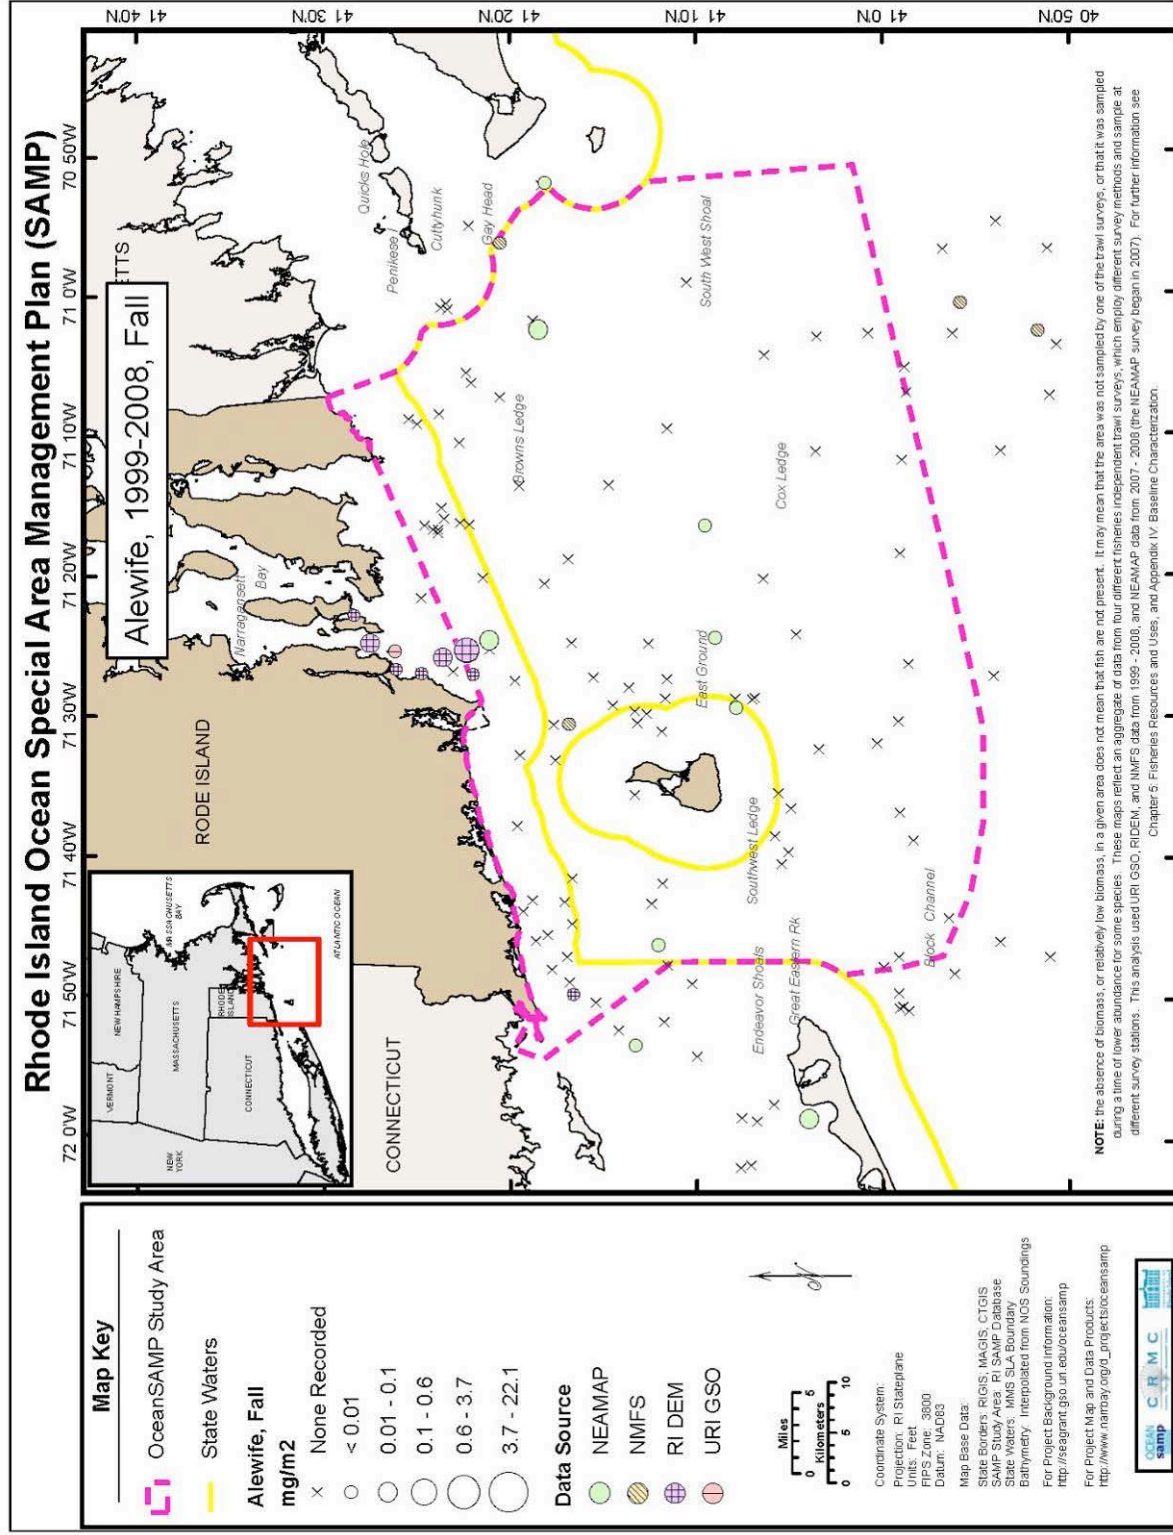 Rhode Island Ocean Special Area Management Plan (SAMP)
72 0'W
71 50'W
71 40'W
71 30'W
71 20'W
71 10'W
71 0'W
70 50'W
41 40'N
41 30'N
41 20'N
41 10'N
41 0'N
40 50'N
Alewife, 1999-2008, Fall
ETTS
VERMONT
NEW HAMPSHIRE
NEW
YORK
MASSACHUSETTS
MASSACHUSETTS
BAY
CONNECTICUT
RHODE
ISLAND
ATLANTIC OCEAN
RODE ISLAND
CONNECTICUT
Narragansett
Bay
Quicks Hole
Penikese I
Cuttyhunk
Gay Head
Browns Ledge
South West Shoal
Cox Ledge
East Ground
Southwest Ledge
Endeavor Shoals
Great Eastern Rk
Block Channel
NOTE: the absence of biomass, or relatively low biomass, in a given area does not mean that fish are not present. It may mean that the area was not sampled by one of the trawl surveys, or that it was sampled
during a time of lower abundance for some species. These maps reflect an aggregate of data from four different fisheries independent trawl surveys, which employ different survey methods and sample at
different survey stations. This analysis used URI GSO, RIDEM, and NMFS data from 1999 - 2008, and NEAMAP data from 2007 - 2008 (the NEAMAP survey began in 2007). For further information see
Chapter 5: Fisheries Resources and Uses, and Appendix IV: Baseline Characterization.
Map Key
OceanSAMP Study Area
State Waters
Alewife, Fall
mg/m2
× None Recorded
< 0.01
0.01 - 0.1
0.1 - 0.6
0.6 - 3.7
3.7 - 22.1
Data Source
NEAMAP
NMFS
RI DEM
URI GSO
Miles
0 5
Kilometers
0 5 10
N
Coordinate System:
Projection: RI Stateplane
Units: Feet
FIPS Zone: 3800
Datum: NAD83
Map Base Data:
State Borders: RIGIS, MAGIS, CTGIS
SAMP Study Area: RI SAMP Database
State Waters: MMS SLA Boundary
Bathymetry: Interpolated from NOS Soundings
For Project Background Information:
http://seagrant.gso.uri.edu/oceansamp
For Project Map and Data Products:
http://www.narrbay.org/d_projects/oceansamp
OCEAN
samp
C R M C